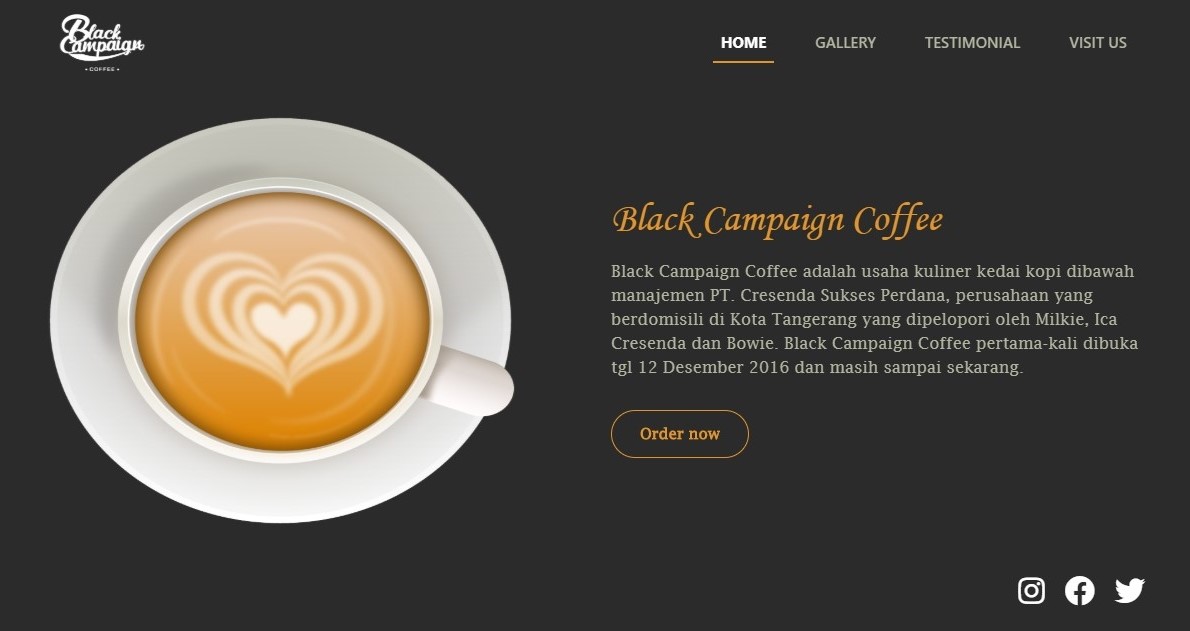 Black
Campaign
• COFFEE •
HOME GALLERY TESTIMONIAL VISIT US
Black Campaign Coffee
Black Campaign Coffee adalah usaha kuliner kedai kopi dibawah
manajemen PT. Cresenda Sukses Perdana, perusahaan yang
berdomisili di Kota Tangerang yang dipelopori oleh Milkie, Ica
Cresenda dan Bowie. Black Campaign Coffee pertama-kali dibuka
tgl 12 Desember 2016 dan masih sampai sekarang.
Order now